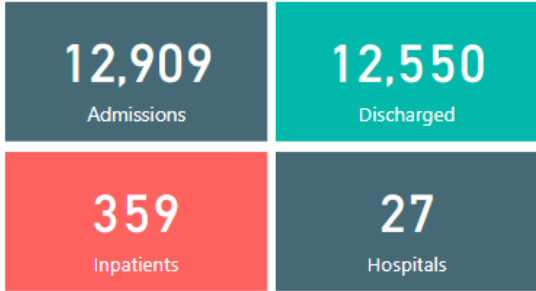 12,909
Admissions
12,550
Discharged
359
Inpatients
27
Hospitals